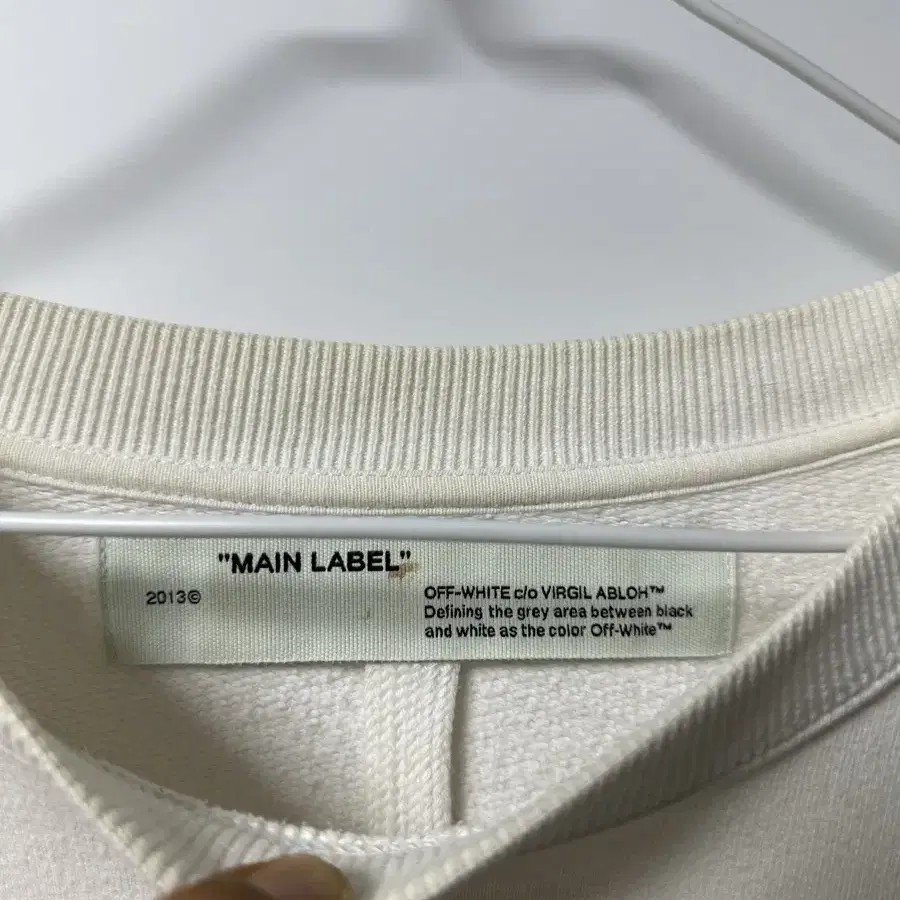 "MAIN LABEL"
2013©
OFF-WHITE c/o VIRGIL ABLOH™
Defining the grey area between black
and white as the color Off-White™